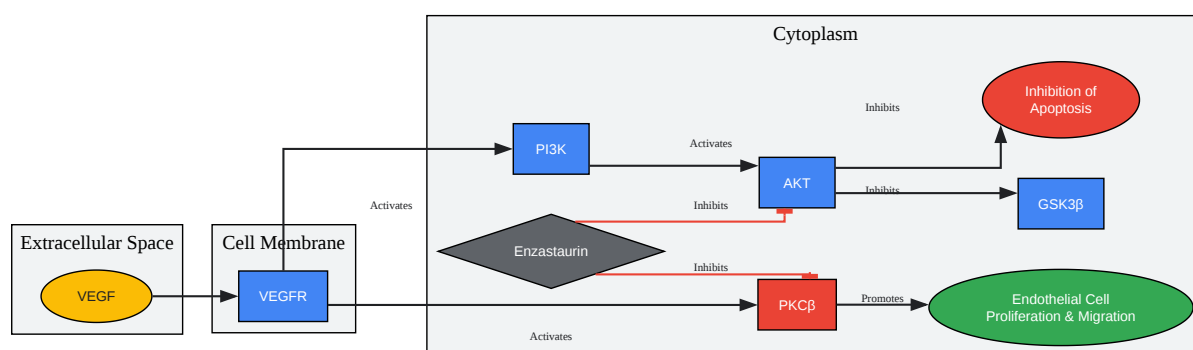 Cytoplasm
Inhibition of
Apoptosis
Inhibits
PI3K
Activates
AKT
Inhibits
GSK3β
Activates
Inhibits
Extracellular Space
Cell Membrane
Enzastaurin
Inhibits
VEGF
VEGFR
PKCβ
Promotes
Endothelial Cell
Proliferation & Migration
Activates